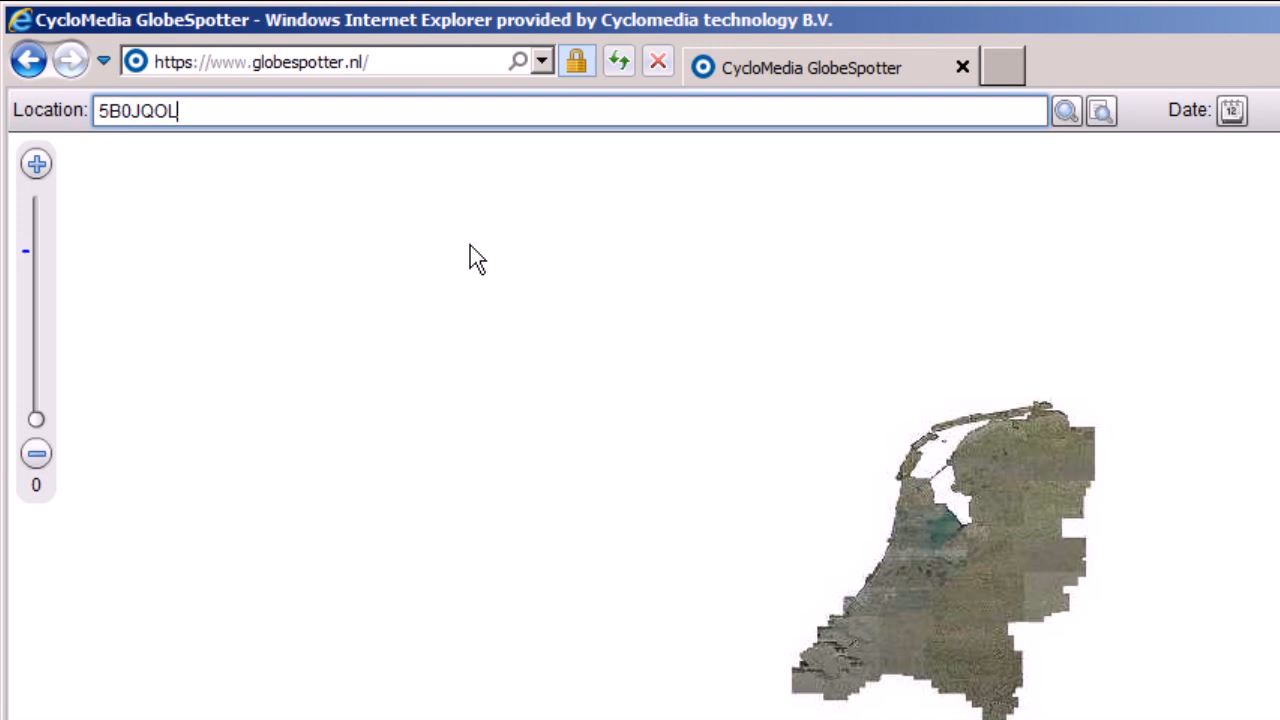 CycloMedia GlobeSpotter - Windows Internet Explorer provided by Cyclomedia technology B.V.
https://www.globespotter.nl/
CycloMedia GlobeSpotter
Location: 5B0JQOL
Date: 12
0